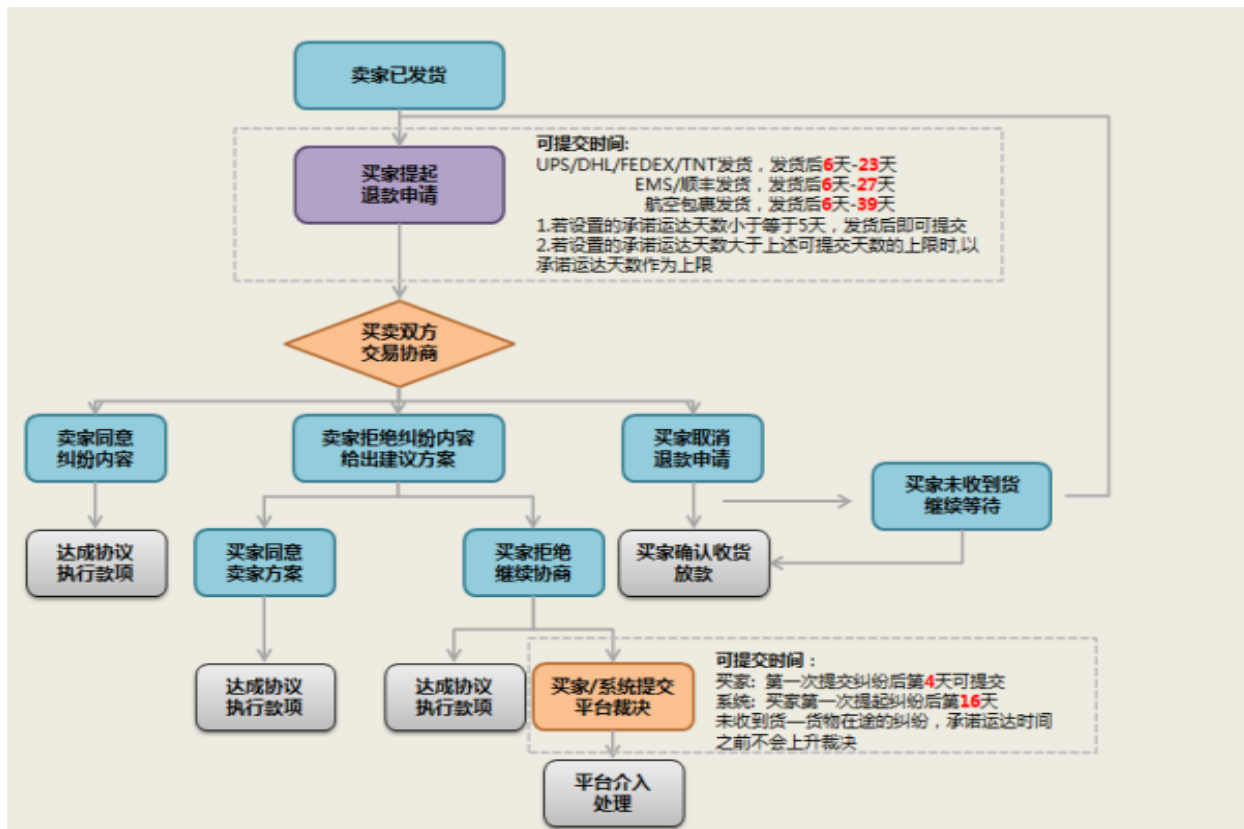 卖家已发货
买家提起
退款申请
可提交时间:
UPS/DHL/FEDEX/TNT发货，发货后6天-23天
EMS/顺丰发货，发货后6天-27天
航空包裹发货，发货后6天-39天
1.若设置的承诺运达天数小于等于5天，发货后即可提交
2.若设置的承诺运达天数大于上述可提交天数的上限时,以
承诺运达天数作为上限
买卖双方
交易协商
卖家同意
纠纷内容
卖家拒绝纠纷内容
给出建议方案
买家取消
退款申请
买家未收到货
继续等待
达成协议
执行款项
买家同意
卖家方案
买家拒绝
继续协商
买家确认收货
放款
达成协议
执行款项
达成协议
执行款项
买家/系统提交
平台裁决
可提交时间：
买家: 第一次提交纠纷后第4天可提交
系统: 买家第一次提起纠纷后第16天
未收到货—货物在途的纠纷，承诺运达时间
之前不会上升裁决
平台介入
处理